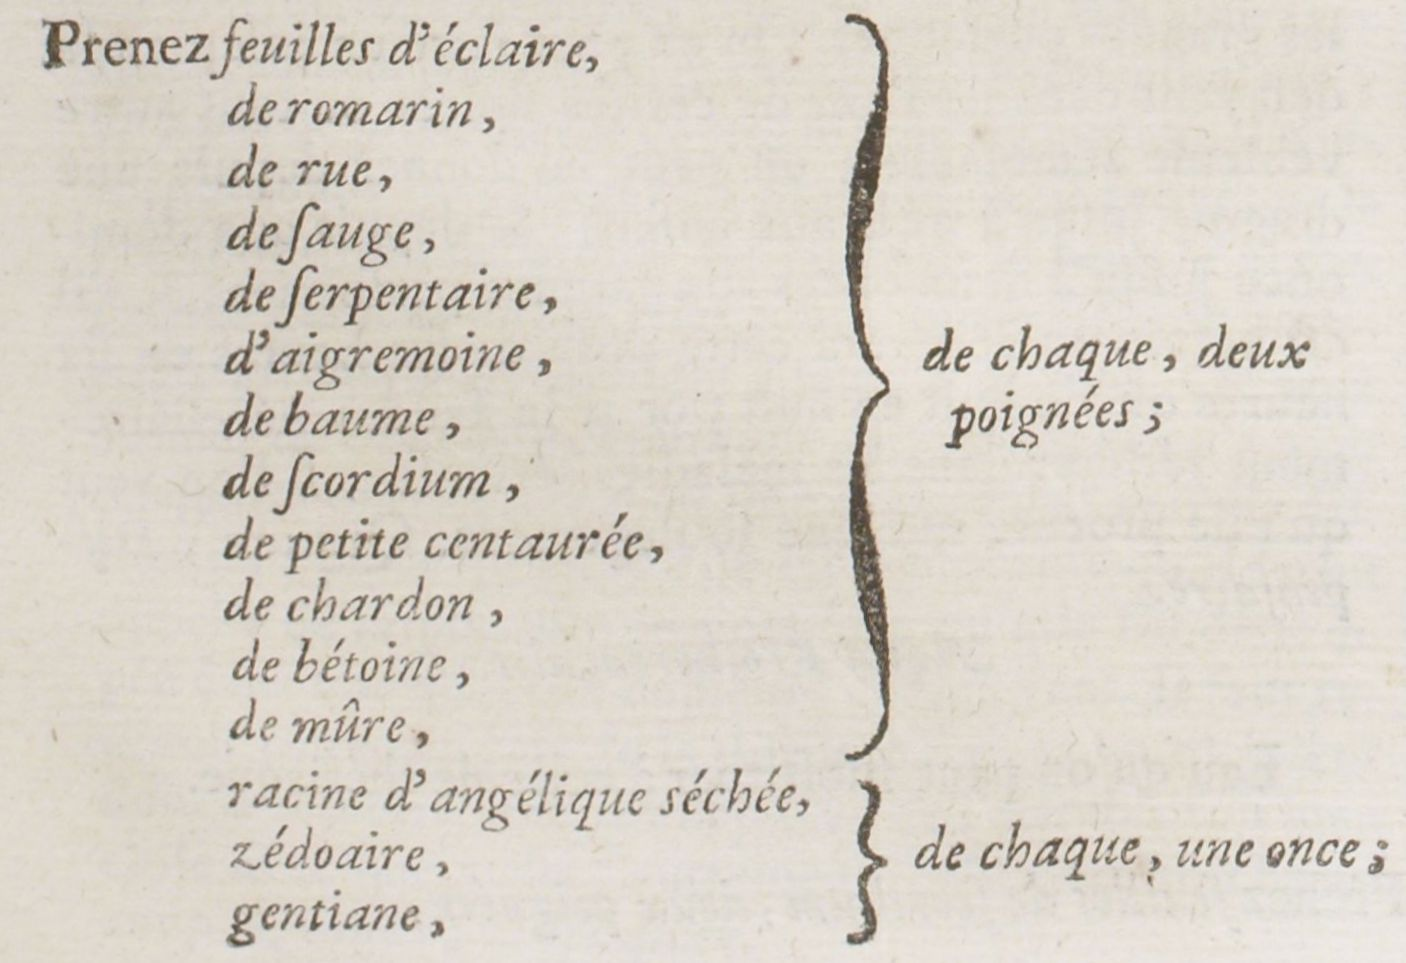 Prenez feuilles d'éclaire,
de romarin,
de rue,
de ſauge,
de ſerpentaire,
d'aigremoine,
de baume,
de ſcordium,
de petite centaurée,
de chardon,
de bétoine,
de mûre,
de chaque, deux
poignées;
racine d'angélique séchée,
zédoaire,
gentiane,
de chaque, une once;